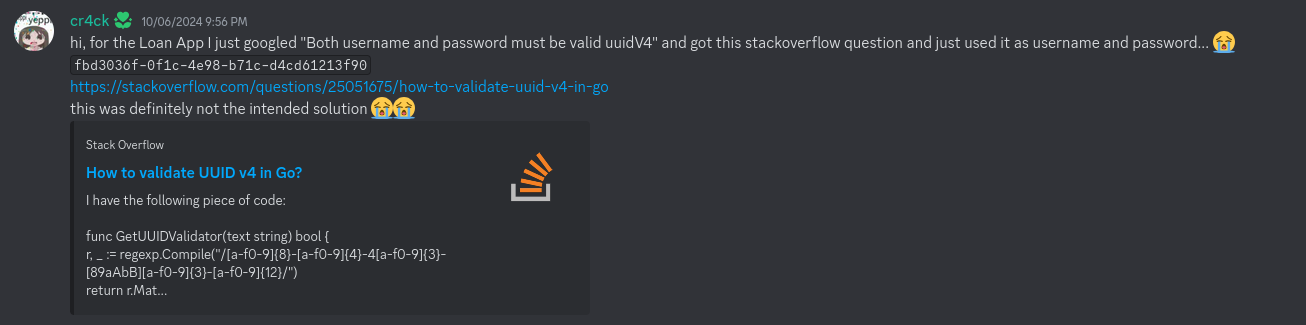 cr4ck 10/06/2024 9:56 PM
hi, for the Loan App I just googled "Both username and password must be valid uuidV4" and got this stackoverflow question and just used it as username and password... 😭
fbd3036f-0f1c-4e98-b71c-d4cd61213f90
https://stackoverflow.com/questions/25051675/how-to-validate-uuid-v4-in-go
this was definitely not the intended solution 😭😭
Stack Overflow
How to validate UUID v4 in Go?
I have the following piece of code:
func GetUUIDValidator(text string) bool {
r, _ := regexp.Compile("/[a-f0-9]{8}-[a-f0-9]{4}-4[a-f0-9]{3}-
[89aAbB][a-f0-9]{3}-[a-f0-9]{12}/")
return r.Mat...